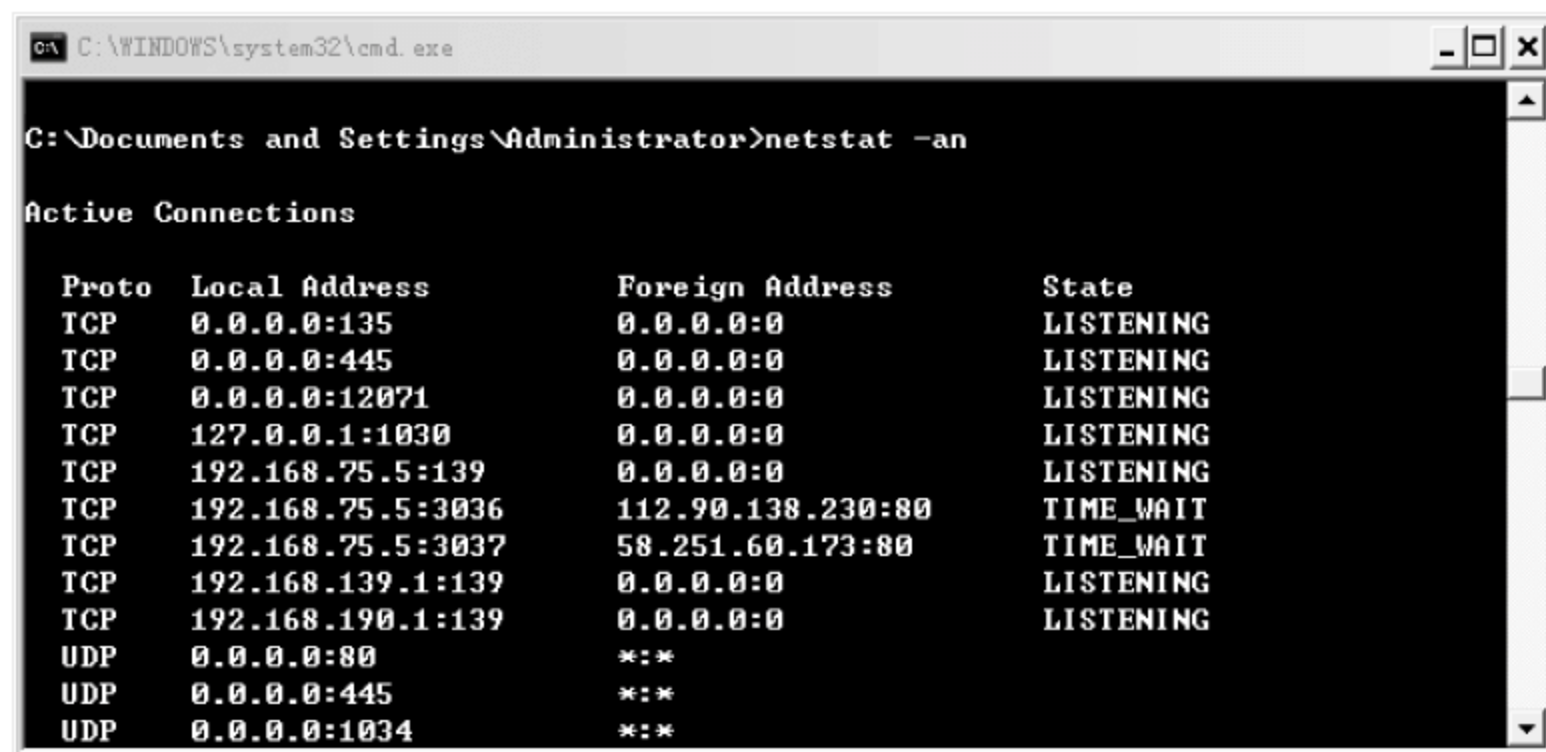 C:\WINDOWS\system32\cmd.exe
C:\Documents and Settings\Administrator>netstat -an
Active Connections
Proto  Local Address          Foreign Address        State
TCP    0.0.0.0:135            0.0.0.0:0              LISTENING
TCP    0.0.0.0:445            0.0.0.0:0              LISTENING
TCP    0.0.0.0:12071          0.0.0.0:0              LISTENING
TCP    127.0.0.1:1030         0.0.0.0:0              LISTENING
TCP    192.168.75.5:139       0.0.0.0:0              LISTENING
TCP    192.168.75.5:3036      112.90.138.230:80      TIME_WAIT
TCP    192.168.75.5:3037      58.251.60.173:80       TIME_WAIT
TCP    192.168.139.1:139      0.0.0.0:0              LISTENING
TCP    192.168.190.1:139      0.0.0.0:0              LISTENING
UDP    0.0.0.0:80             *:*
UDP    0.0.0.0:445            *:*
UDP    0.0.0.0:1034           *:*